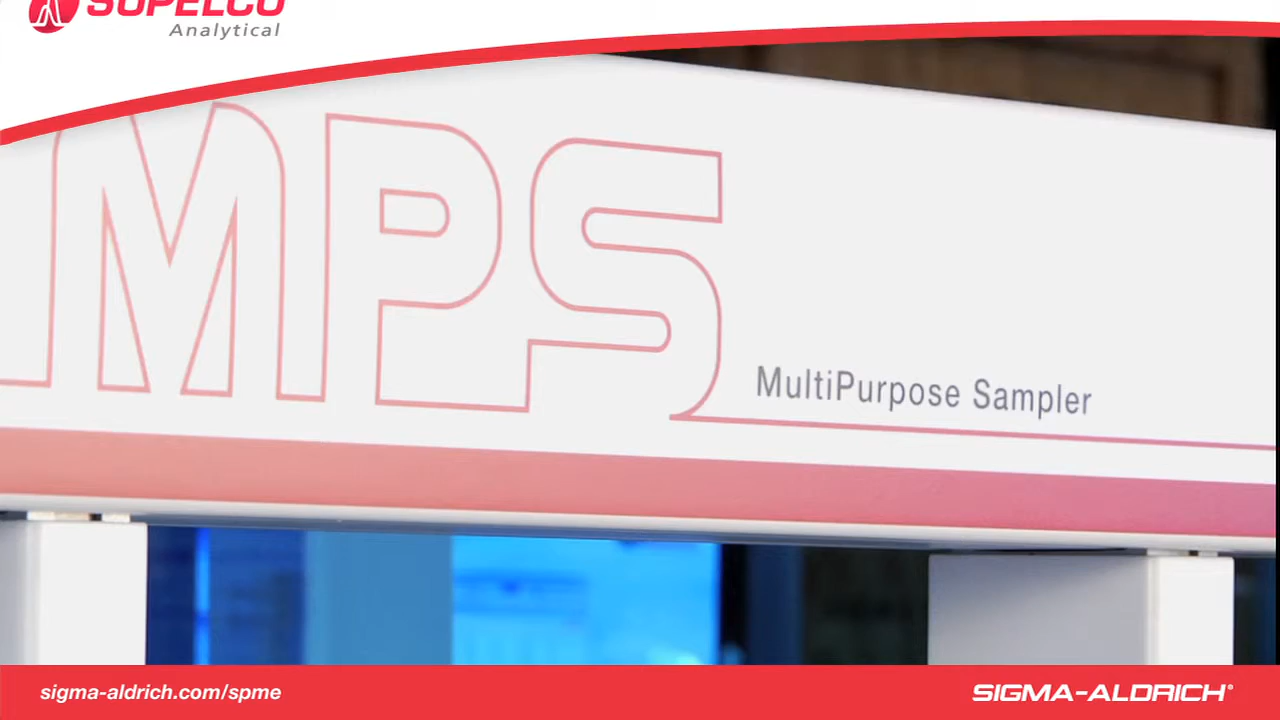 SUPELCO
Analytical
MPS
MultiPurpose Sampler
sigma-aldrich.com/spme
SIGMA-ALDRICH®